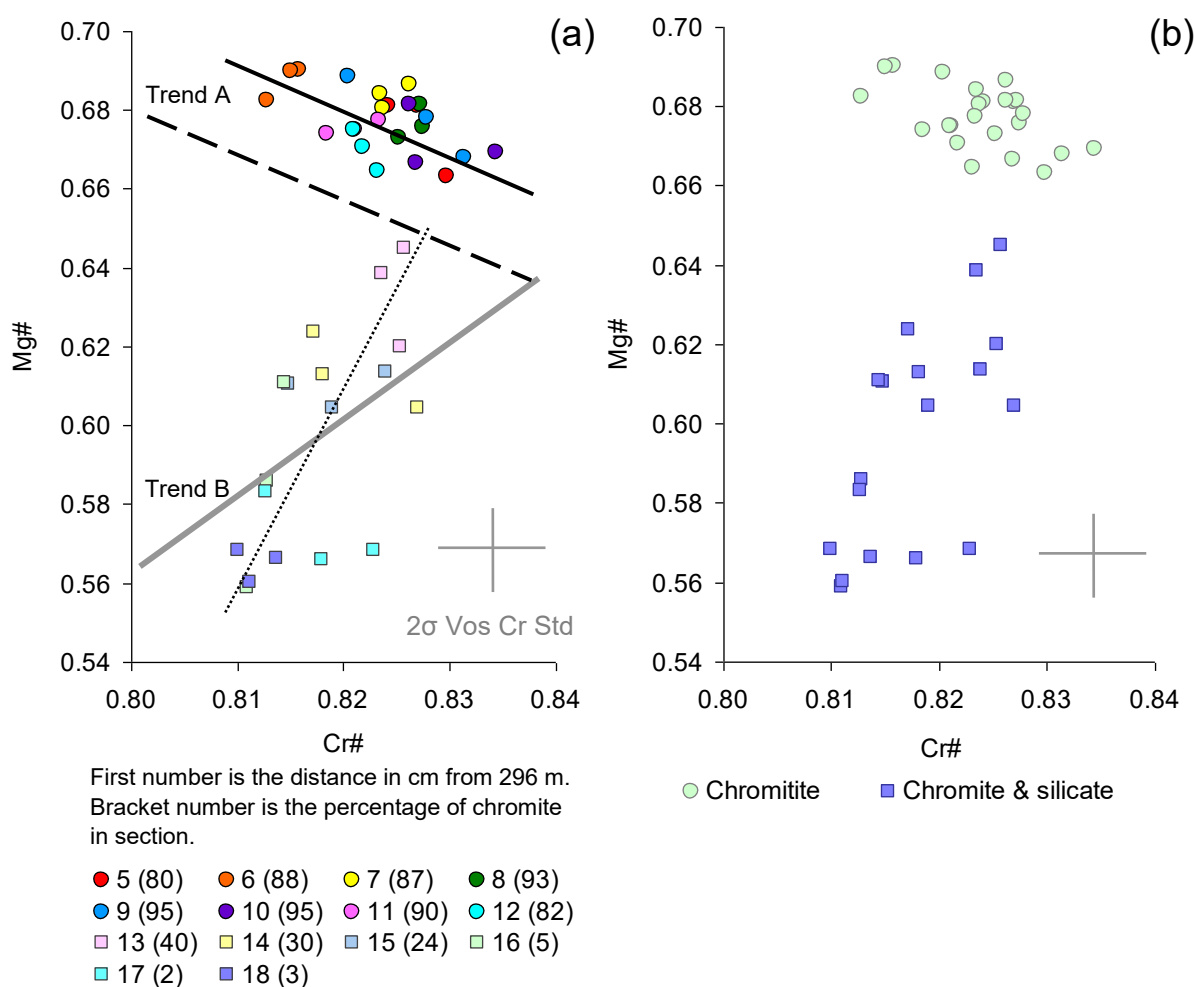 (a)
0.70
0.68
0.66
0.64
0.62
0.60
0.58
0.56
0.54
Mg#
Trend A
Trend B
2σ Vos Cr Std
0.80 0.81 0.82 0.83 0.84
Cr#
First number is the distance in cm from 296 m.
Bracket number is the percentage of chromite
in section.
5 (80) 6 (88) 7 (87) 8 (93)
9 (95) 10 (95) 11 (90) 12 (82)
13 (40) 14 (30) 15 (24) 16 (5)
17 (2) 18 (3)
(b)
0.70
0.68
0.66
0.64
0.62
0.60
0.58
0.56
0.54
Mg#
0.80 0.81 0.82 0.83 0.84
Cr#
Chromitite Chromite & silicate